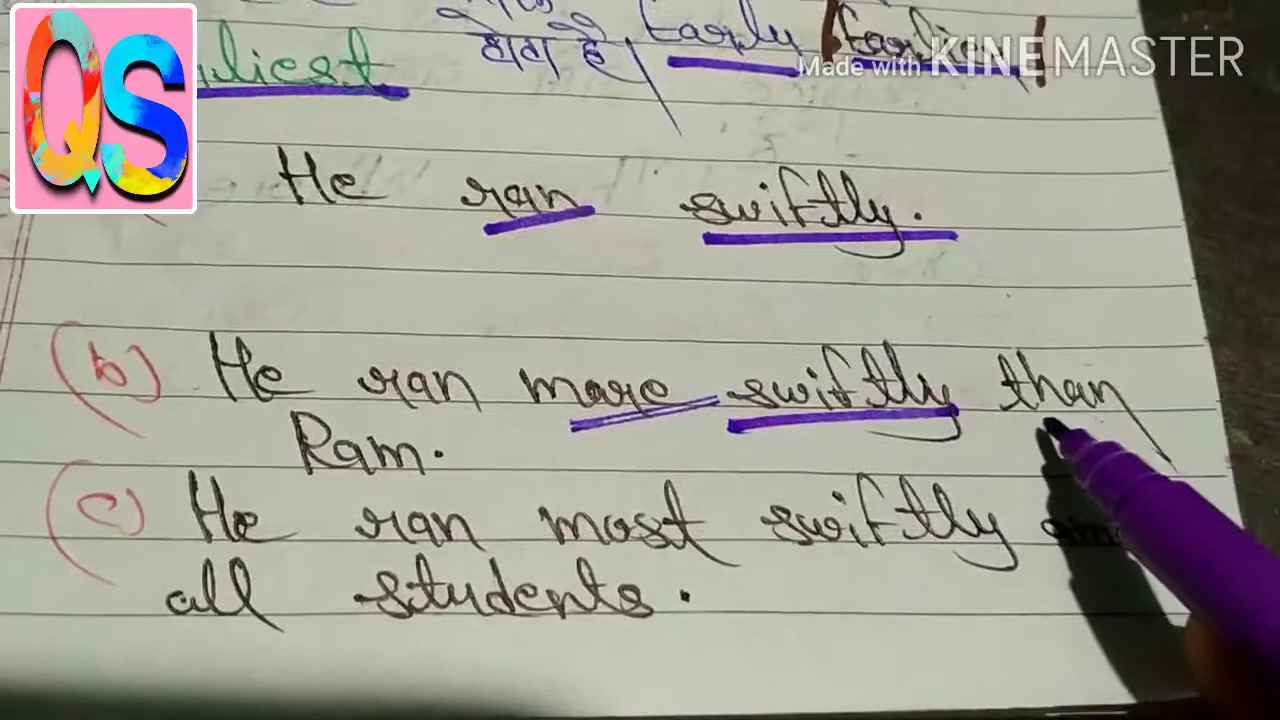 होता है। Early (Earlier)
QS
Made with KINEMASTER
He ran swiftly.
(b) He ran more swiftly than
Ram.
(c) He ran most swiftly
all students.